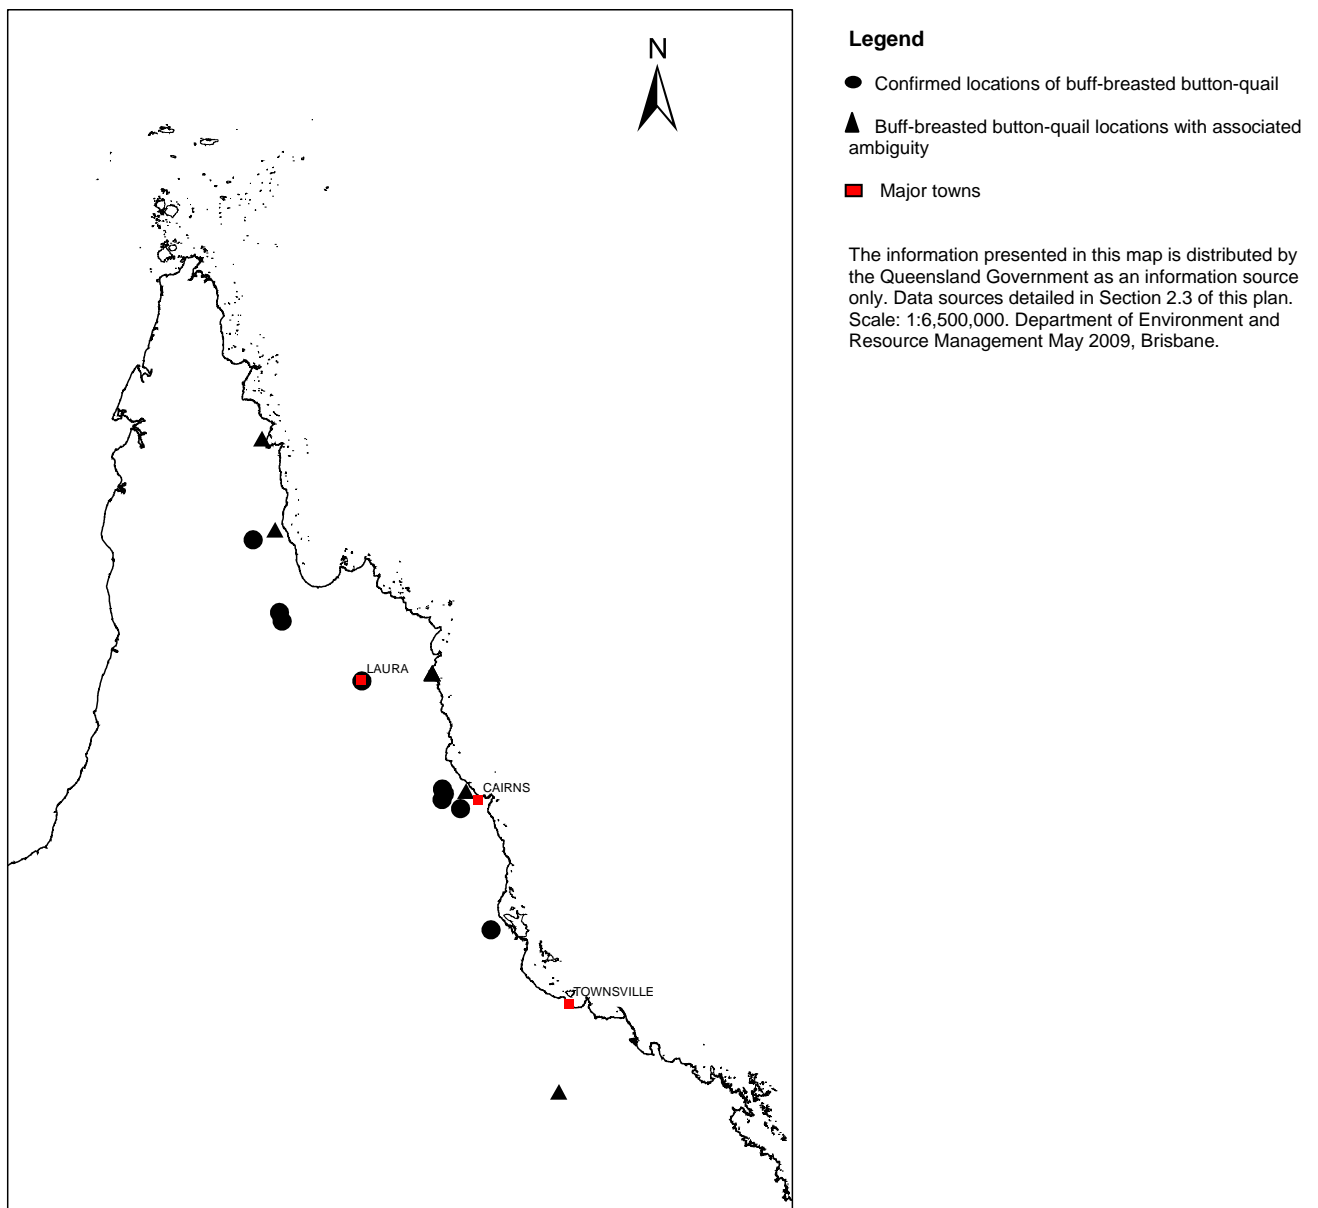 N
LAURA
CAIRNS
TOWNSVILLE
Legend
Confirmed locations of buff-breasted button-quail
Buff-breasted button-quail locations with associated
ambiguity
Major towns
The information presented in this map is distributed by
the Queensland Government as an information source
only. Data sources detailed in Section 2.3 of this plan.
Scale: 1:6,500,000. Department of Environment and
Resource Management May 2009, Brisbane.